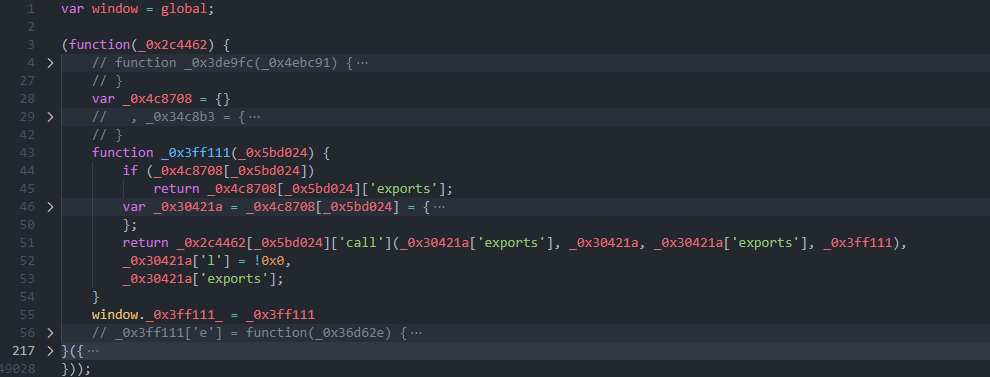 1 var window = global;
2
3 (function(_0x2c4462) {
4 // function _0x3de9fc(_0x4ebc91) { ⋯
27 // }
28 var _0x4c8708 = {}
29 //   , _0x34c8b3 = { ⋯
42 // }
43 function _0x3ff111(_0x5bd024) {
44 if (_0x4c8708[_0x5bd024])
45 return _0x4c8708[_0x5bd024]['exports'];
46 var _0x30421a = _0x4c8708[_0x5bd024] = { ⋯
50 };
51 return _0x2c4462[_0x5bd024]['call'](_0x30421a['exports'], _0x30421a, _0x30421a['exports'], _0x3ff111),
52 _0x30421a['l'] = !0x0,
53 _0x30421a['exports'];
54 }
55 window._0x3ff111_ = _0x3ff111
56 // _0x3ff111['e'] = function(_0x36d62e) { ⋯
217 }({ ⋯
49028 }));